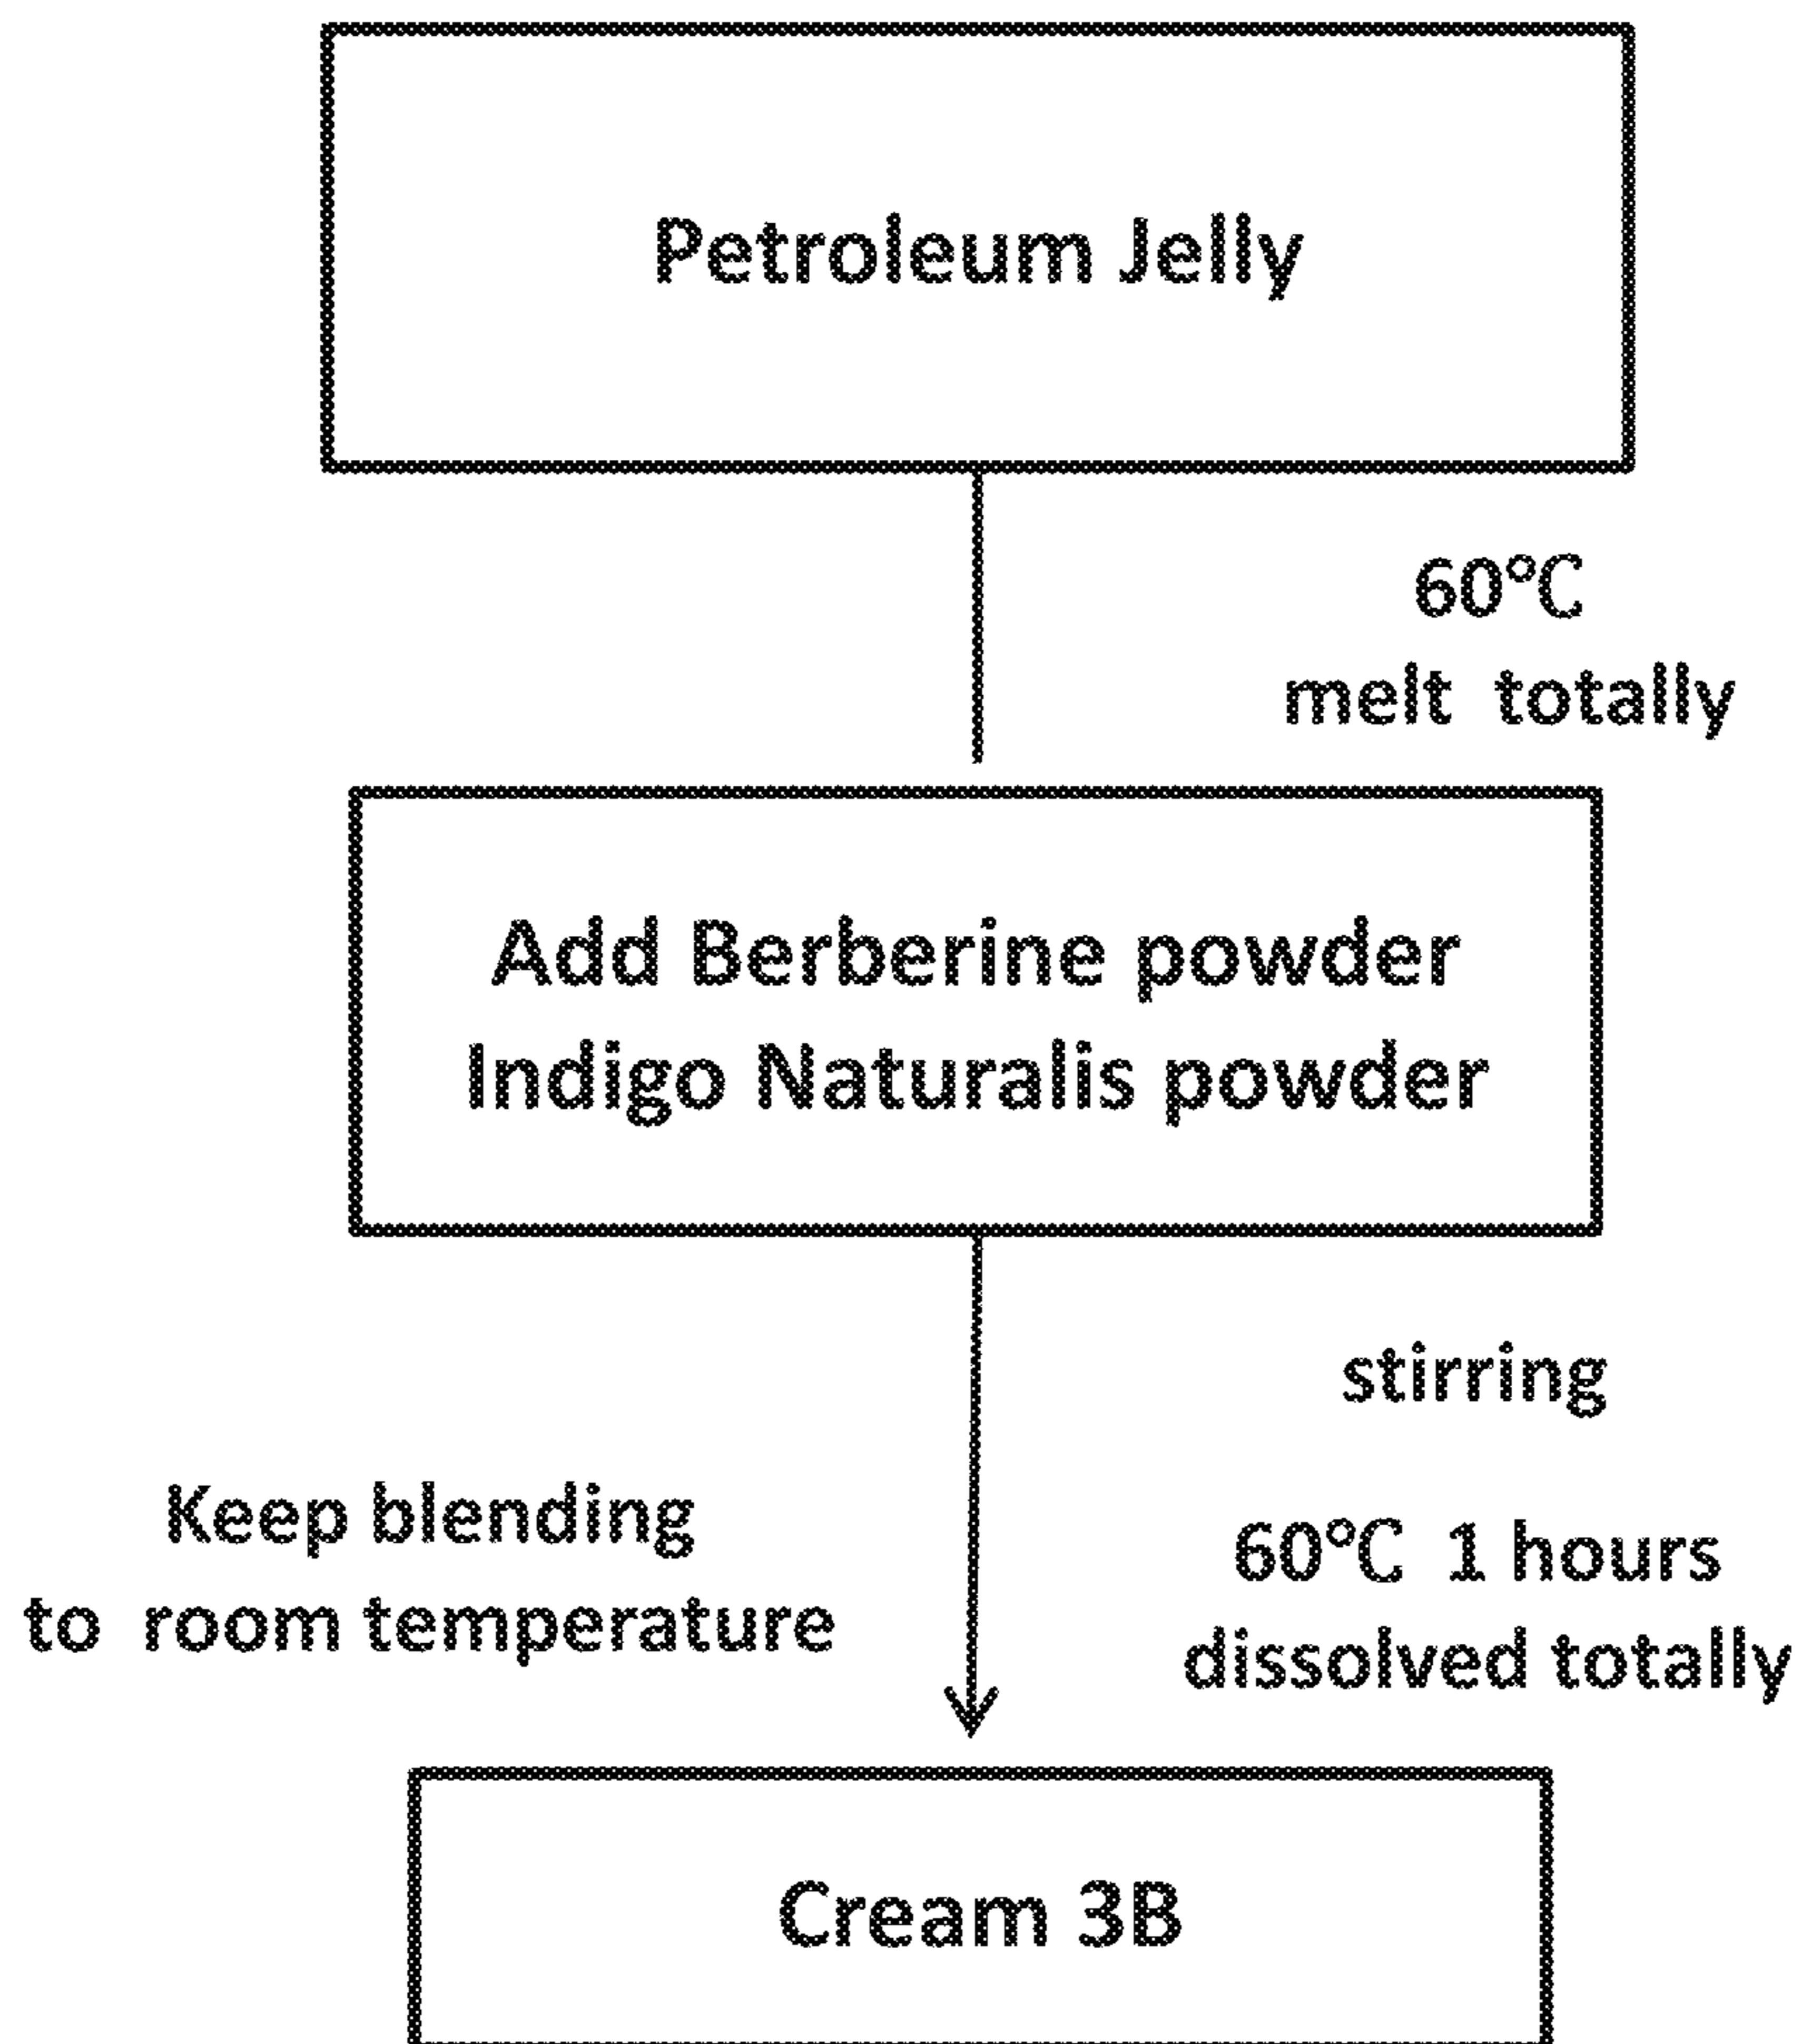 Petroleum Jelly
60℃
melt totally
Add Berberine powder
Indigo Naturalis powder
stirring
Keep blending
to room temperature
60℃ 1 hours
dissolved totally
Cream 3B